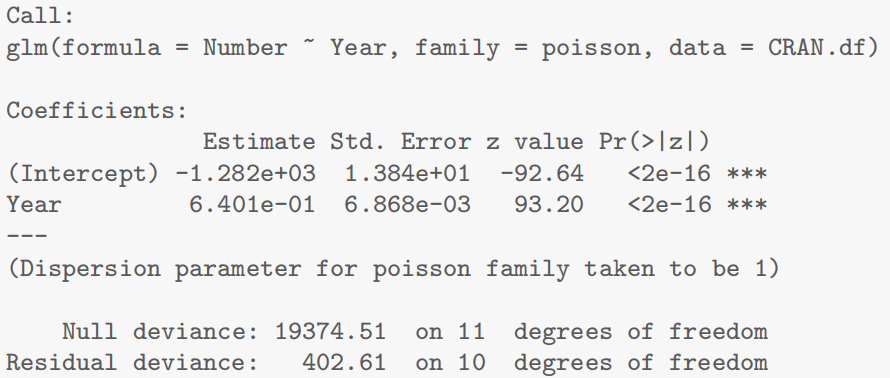 Call:
glm(formula = Number ~ Year, family = poisson, data = CRAN.df)
Coefficients:
Estimate Std. Error z value Pr(>|z|)
(Intercept) -1.282e+03 1.384e+01 -92.64 <2e-16 ***
Year 6.401e-01 6.868e-03 93.20 <2e-16 ***
---
(Dispersion parameter for poisson family taken to be 1)
Null deviance: 19374.51 on 11 degrees of freedom
Residual deviance: 402.61 on 10 degrees of freedom